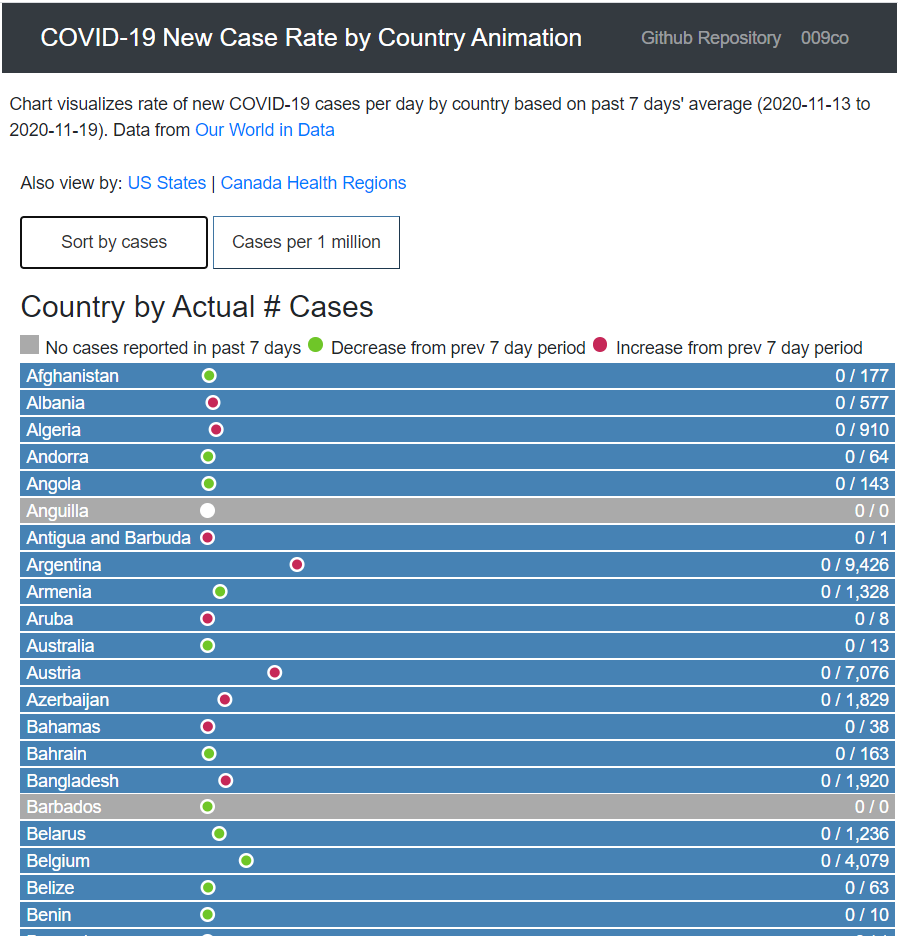 COVID-19 New Case Rate by Country Animation Github Repository 009co
Chart visualizes rate of new COVID-19 cases per day by country based on past 7 days' average (2020-11-13 to
2020-11-19). Data from Our World in Data
Also view by: US States | Canada Health Regions
Sort by cases Cases per 1 million
Country by Actual # Cases
No cases reported in past 7 days Decrease from prev 7 day period Increase from prev 7 day period
Afghanistan 0 / 177
Albania 0 / 577
Algeria 0 / 910
Andorra 0 / 64
Angola 0 / 143
Anguilla 0 / 0
Antigua and Barbuda 0 / 1
Argentina 0 / 9,426
Armenia 0 / 1,328
Aruba 0 / 8
Australia 0 / 13
Austria 0 / 7,076
Azerbaijan 0 / 1,829
Bahamas 0 / 38
Bahrain 0 / 163
Bangladesh 0 / 1,920
Barbados 0 / 0
Belarus 0 / 1,236
Belgium 0 / 4,079
Belize 0 / 63
Benin 0 / 10